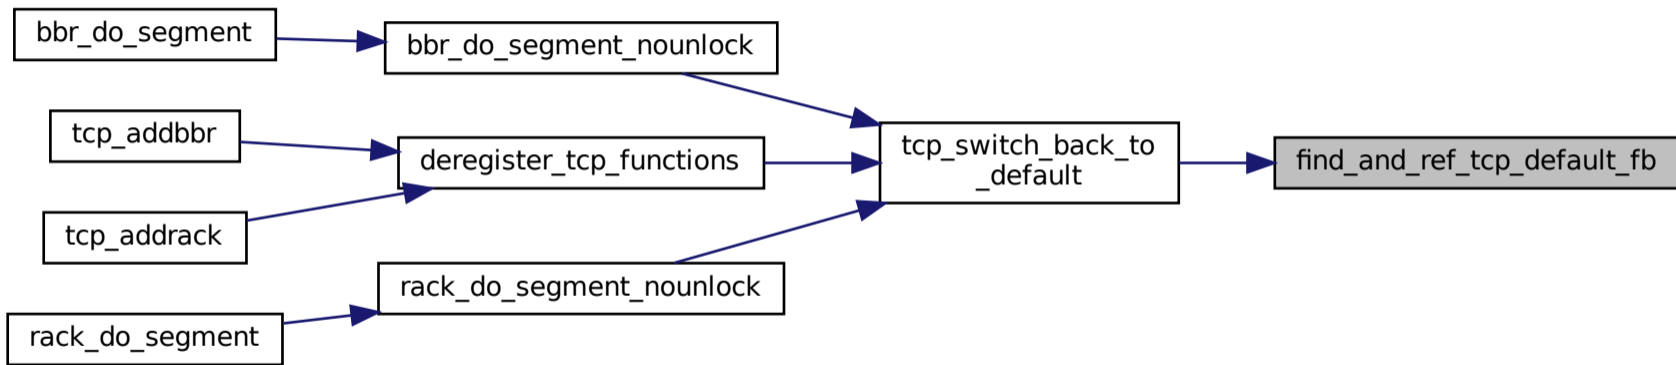 bbr_do_segment
bbr_do_segment_nounlock
tcp_addbbr
deregister_tcp_functions
tcp_switch_back_to
_default
find_and_ref_tcp_default_fb
tcp_addrack
rack_do_segment_nounlock
rack_do_segment